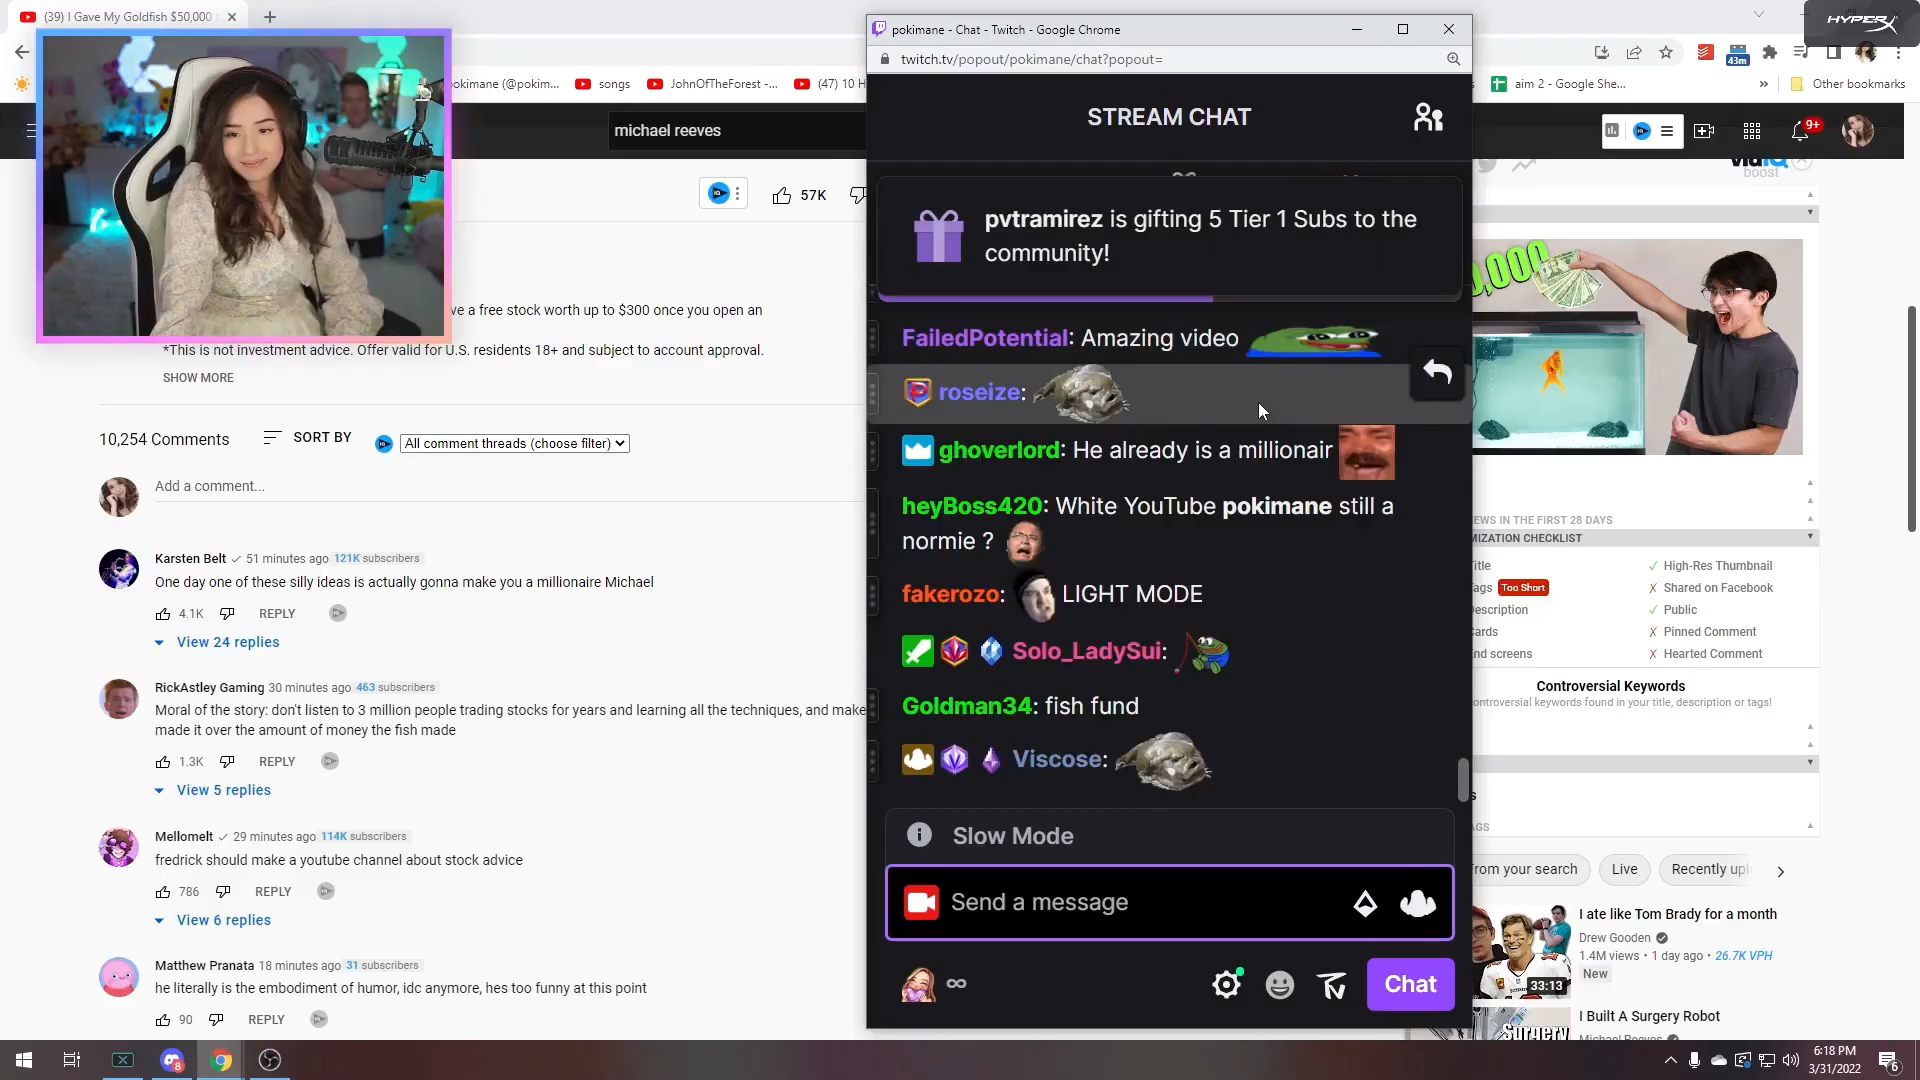 (39) I Gave My Goldfish $50,000
HYPERX
pokimane - Chat - Twitch - Google Chrome
twitch.tv/popout/pokimane/chat?popout=
43m
okimane (@pokim...
songs
JohnOfTheForest -...
(47) 10 H
aim 2 - Google She...
»
Other bookmarks
michael reeves
STREAM CHAT
9+
vidIQ
boost
57K
pvtramirez is gifting 5 Tier 1 Subs to the
community!
ve a free stock worth up to $300 once you open an
*This is not investment advice. Offer valid for U.S. residents 18+ and subject to account approval.
SHOW MORE
FailedPotential: Amazing video
roseize:
ghoverlord: He already is a millionair
heyBoss420: White YouTube pokimane still a
normie ?
fakerozo: LIGHT MODE
Solo_LadySui:
Goldman34: fish fund
Viscose:
Slow Mode
Send a message
Chat
10,254 Comments
SORT BY
All comment threads (choose filter)
Add a comment...
Karsten Belt 51 minutes ago 121K subscribers
One day one of these silly ideas is actually gonna make you a millionaire Michael
4.1K REPLY
View 24 replies
RickAstley Gaming 30 minutes ago 463 subscribers
Moral of the story: don't listen to 3 million people trading stocks for years and learning all the techniques, and make
made it over the amount of money the fish made
1.3K REPLY
View 5 replies
Mellomelt 29 minutes ago 114K subscribers
fredrick should make a youtube channel about stock advice
786 REPLY
View 6 replies
Matthew Pranata 18 minutes ago 31 subscribers
he literally is the embodiment of humor, idc anymore, hes too funny at this point
90 REPLY
0,000
EWS IN THE FIRST 28 DAYS
MIZATION CHECKLIST
itle
High-Res Thumbnail
ags Too Short
Shared on Facebook
escription
Public
ards
Pinned Comment
nd screens
Hearted Comment
Controversial Keywords
ontroversial keywords found in your title, description or tags!
s
AGS
From your search
Live
Recently upl
I ate like Tom Brady for a month
Drew Gooden
1.4M views • 1 day ago • 26.7K VPH
New
33:13
I Built A Surgery Robot
Michael Reeves
Surgery
8
6:18 PM
3/31/2022
6